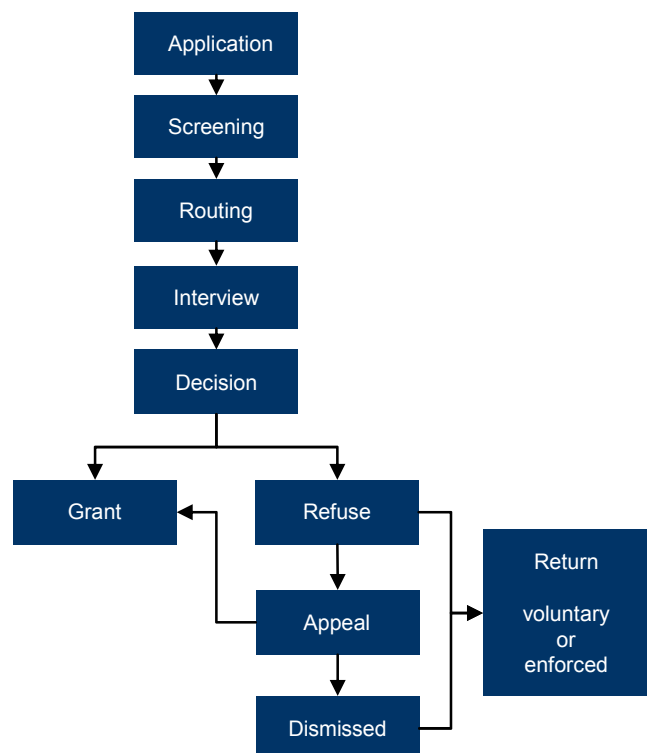 Application
Screening
Routing
Interview
Decision
Grant
Refuse
Appeal
Dismissed
Return
voluntary
or
enforced